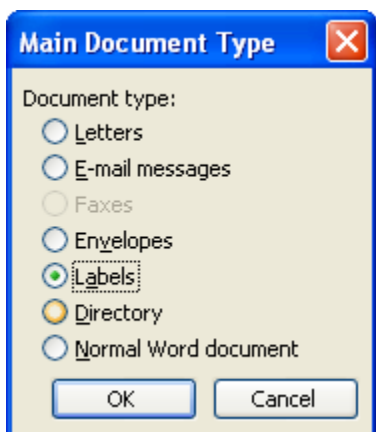 Main Document Type
Document type:
Letters
E-mail messages
Faxes
Envelopes
Labels
Directory
Normal Word document
OK Cancel